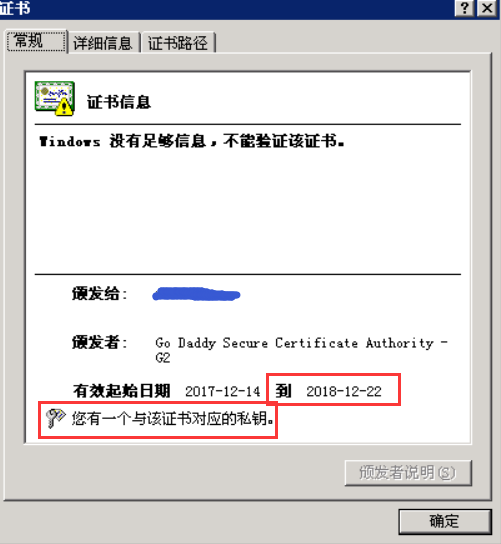 证书
常规 详细信息 证书路径
证书信息
Windows 没有足够信息，不能验证该证书。
颁发给:
颁发者: Go Daddy Secure Certificate Authority -
G2
有效起始日期 2017-12-14 到 2018-12-22
您有一个与该证书对应的私钥。
颁发者说明(S)
确定